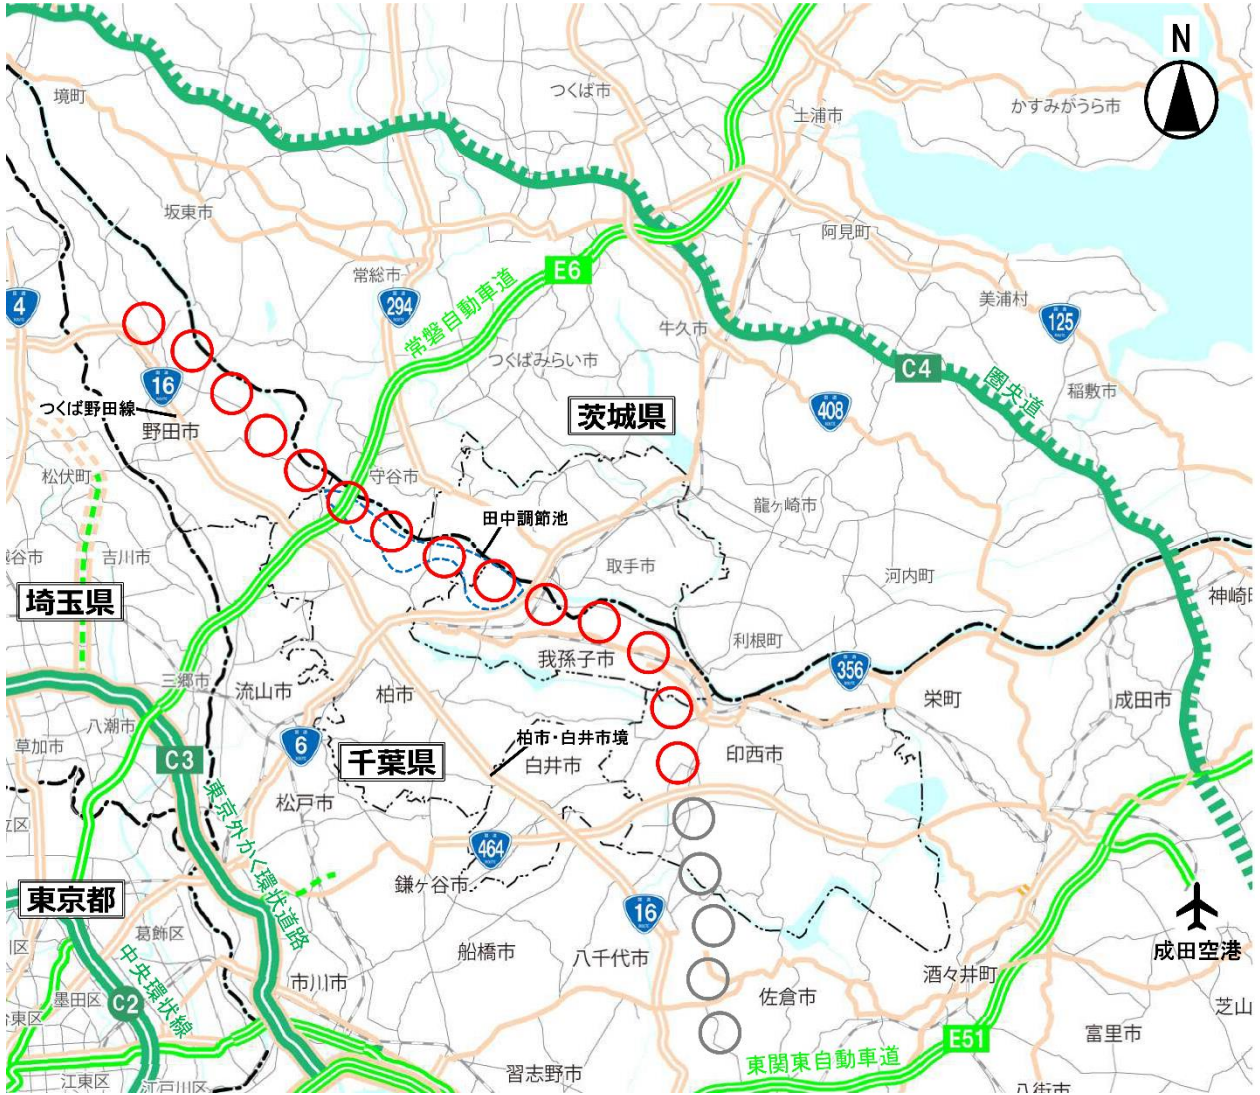 N
境町
つくば市
土浦市
かすみがうら市
坂東市
阿見町
常総市
E6
美浦村
4
294
常磐自動車道
牛久市
125
16
つくばみらい市
C4
圏央道
稲敷市
つくば野田線
野田市
茨城県
408
松伏町
守谷市
龍ヶ崎市
田中調節池
吉川市
取手市
河内町
埼玉県
神崎
利根町
我孫子市
356
三郷市
流山市
柏市
栄町
成田市
八潮市
草加市
6
C3
千葉県
柏市・白井市境
白井市
印西市
松戸市
東京外かく環状道路
464
鎌ヶ谷市
東京都
16
葛飾区
船橋市
八千代市
成田空港
中央環状線
市川市
酒々井町
墨田区
C2
佐倉市
芝山
富里市
E51
東関東自動車道
習志野市
江東区
江戸川区
八街市